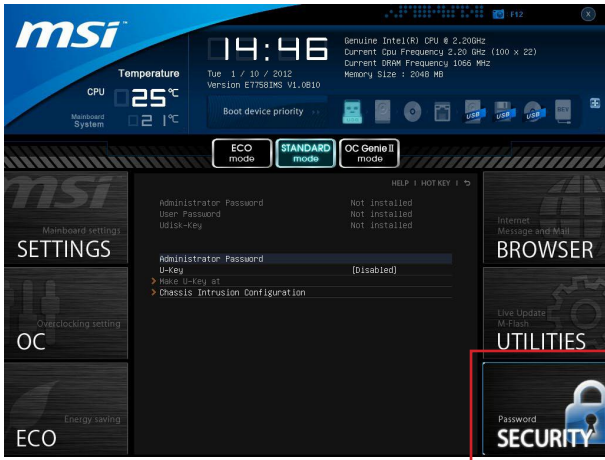 msi
F12
X
14:46
Genuine Intel(R) CPU @ 2.20GHz
Current Cpu Frequency 2.20 GHz (100 x 22)
Current DRAM Frequency 1066 MHz
Memory Size : 2048 MB
Temperature
Tue 1 / 10 / 2012
Version E7758IMS V1.0B10
CPU 25°C
Mainboard
System 21°C
Boot device priority
USB USB USB DEV
ECO
mode
STANDARD
mode
OC Genie II
mode
HELP | HOT KEY |
msi
Administrator Password Not installed
User Password Not installed
Udisk-Key Not installed
Administrator Password
U-Key [Disabled]
Make U-Key at
Chassis Intrusion Configuration
Mainboard settings
SETTINGS
Overclocking setting
OC
Energy saving
ECO
Internet
Message and Mail
BROWSER
Live Update
M-Flash
UTILITIES
Password
SECURITY